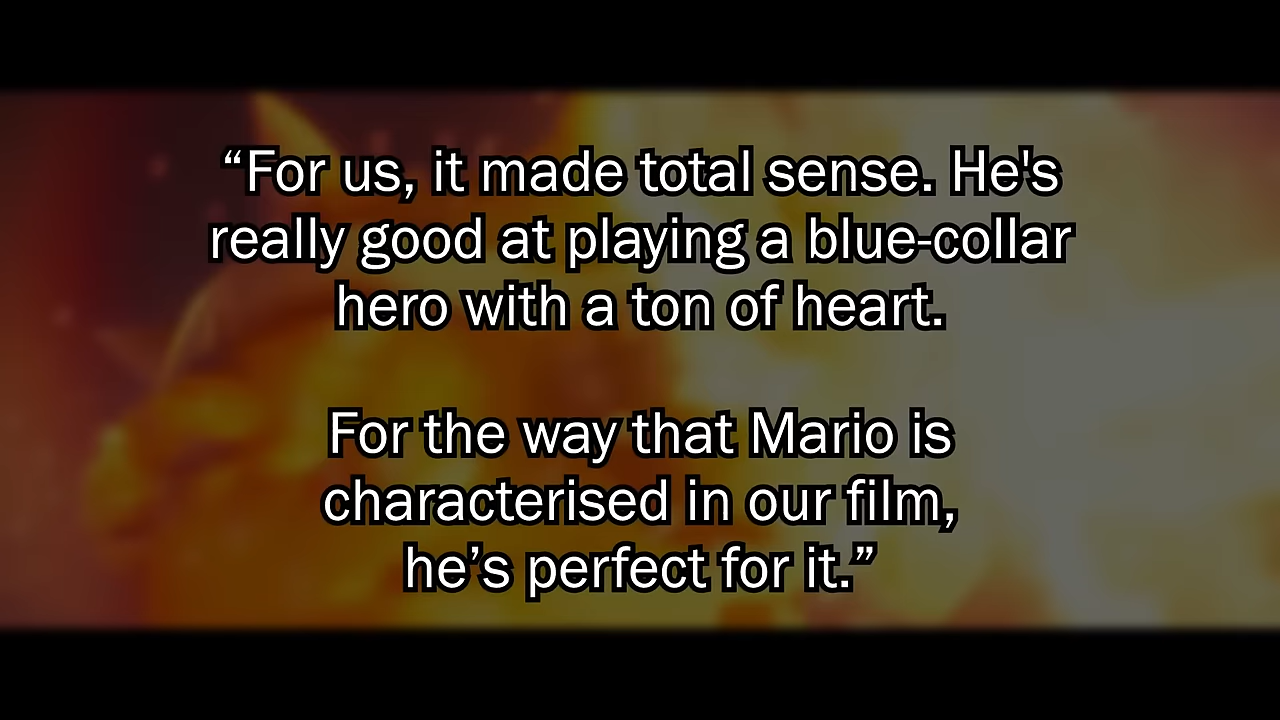 “For us, it made total sense. He's
really good at playing a blue-collar
hero with a ton of heart.
For the way that Mario is
characterised in our film,
he’s perfect for it.”